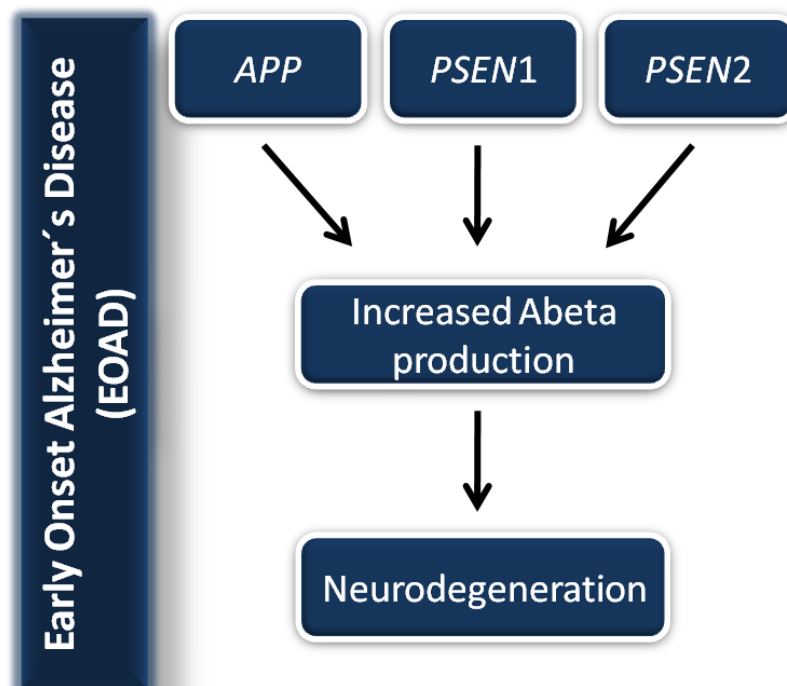 Early Onset Alzheimer´s Disease
(EOAD)
APP
PSEN1
PSEN2
Increased Abeta
production
Neurodegeneration